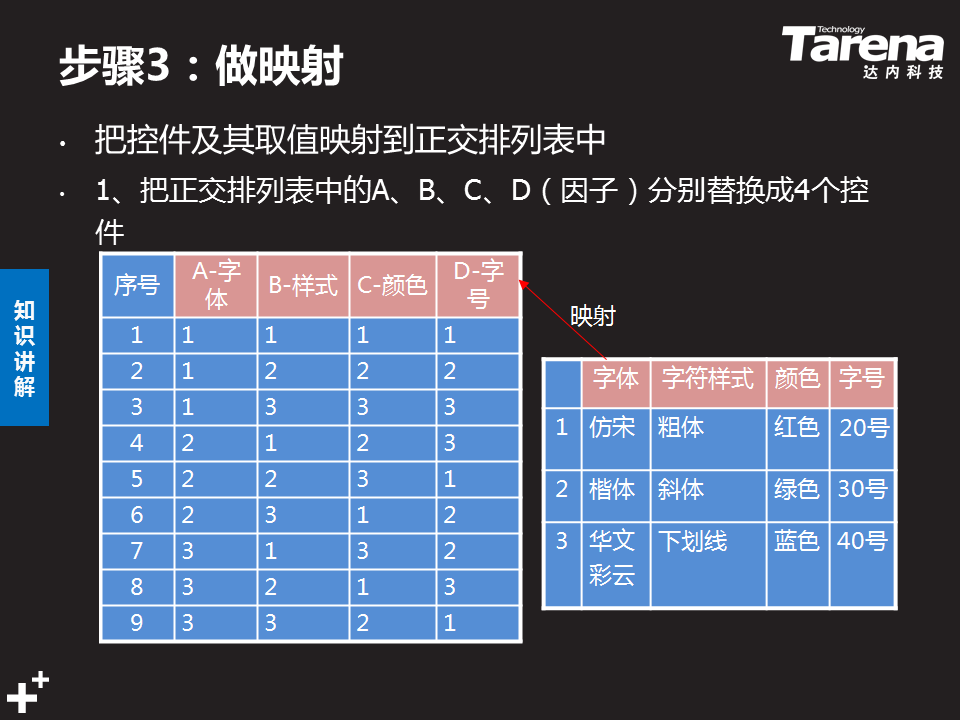 步骤3：做映射
Technology
Tarena
达内科技
• 把控件及其取值映射到正交排列表中
• 1、把正交排列表中的A、B、C、D（因子）分别替换成4个控
件
知
识
讲
解
序号 A-字体 B-样式 C-颜色 D-字号
1 1 1 1 1
2 1 2 2 2
3 1 3 3 3
4 2 1 2 3
5 2 2 3 1
6 2 3 1 2
7 3 1 3 2
8 3 2 1 3
9 3 3 2 1
映射
字体 字符样式 颜色 字号
1 仿宋 粗体 红色 20号
2 楷体 斜体 绿色 30号
3 华文 下划线 蓝色 40号
彩云